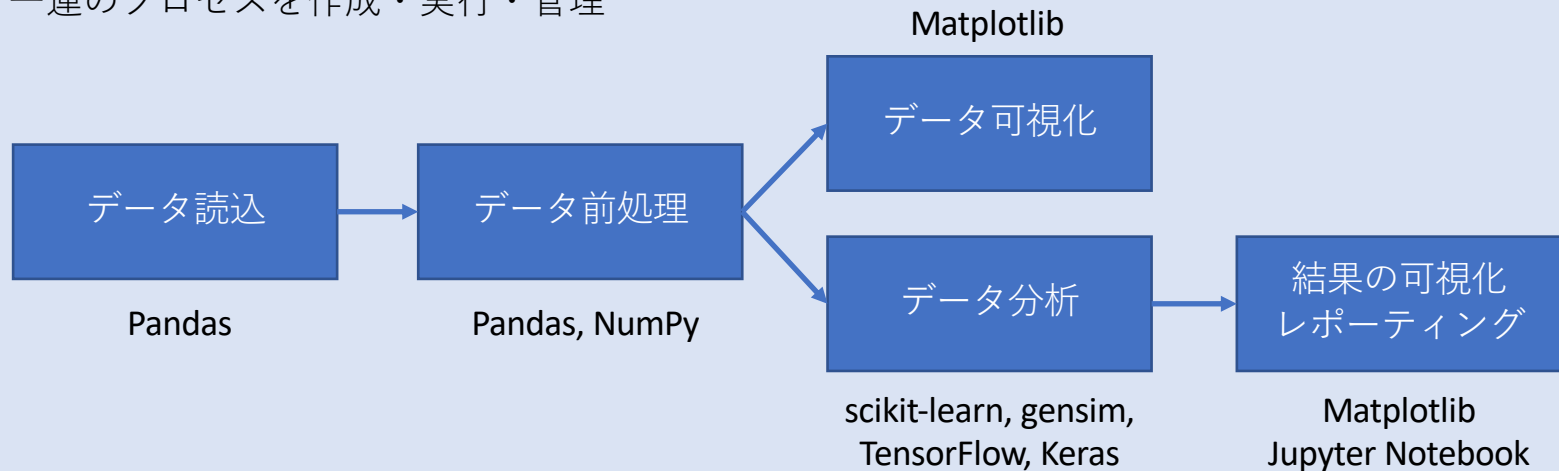 一連のプロセスを作成・実行・管理
Matplotlib
データ可視化
データ読込
データ前処理
Pandas
Pandas, NumPy
データ分析
結果の可視化
レポーティング
scikit-learn, gensim,
TensorFlow, Keras
Matplotlib
Jupyter Notebook